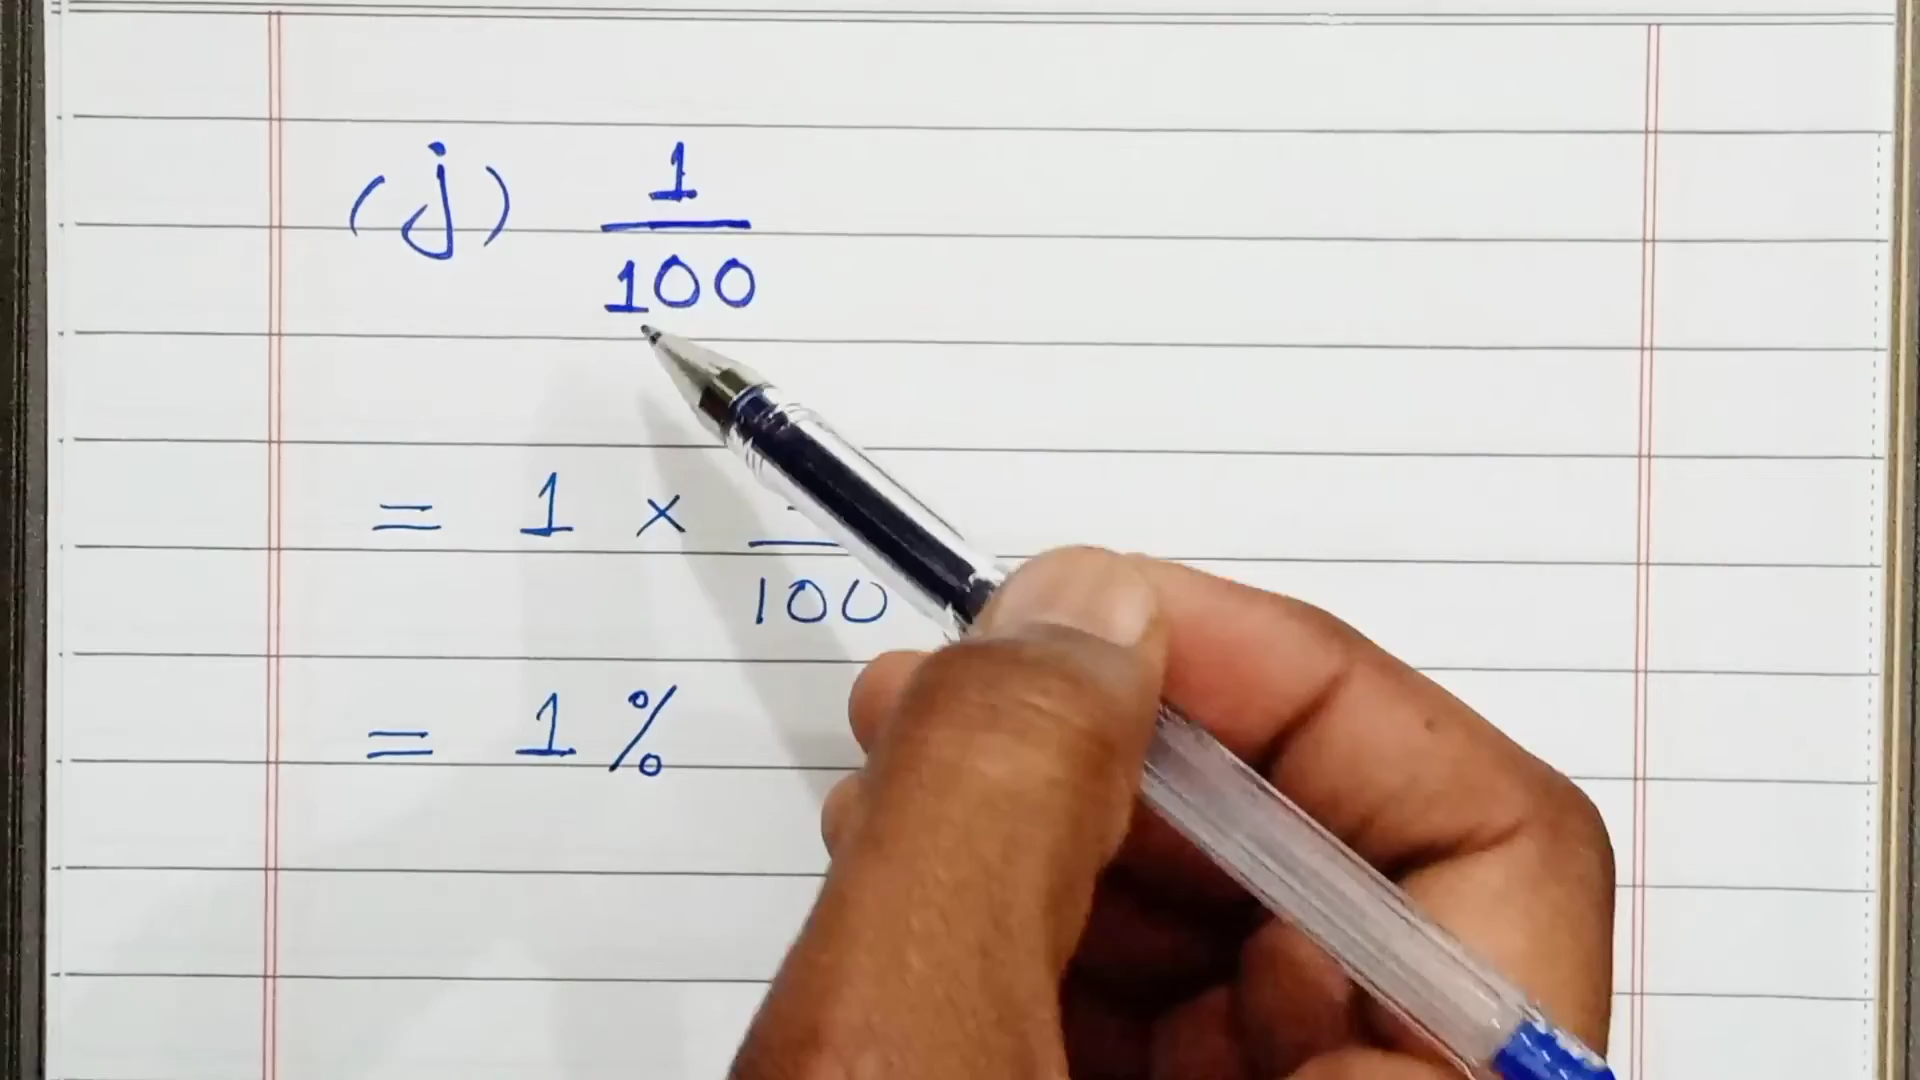 (j) 1/100
= 1 × /100
= 1%